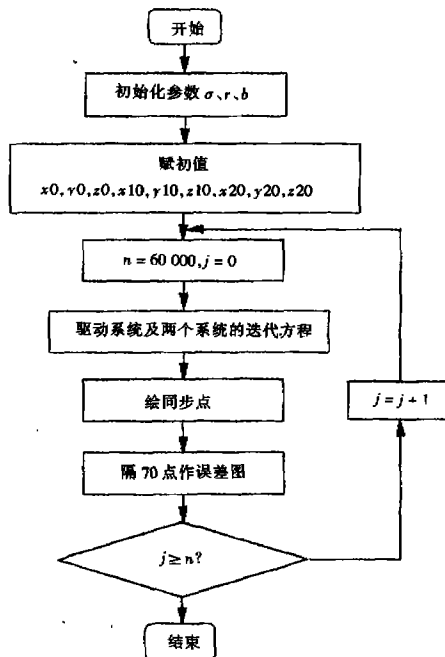 开始
初始化参数 σ、r、b
赋初值
x0, y0, z0, x10, y10, z10, x20, y20, z20
n = 60 000, j = 0
驱动系统及两个系统的迭代方程
绘同步点
j = j + 1
隔 70 点作误差图
j ≥ n?
结束